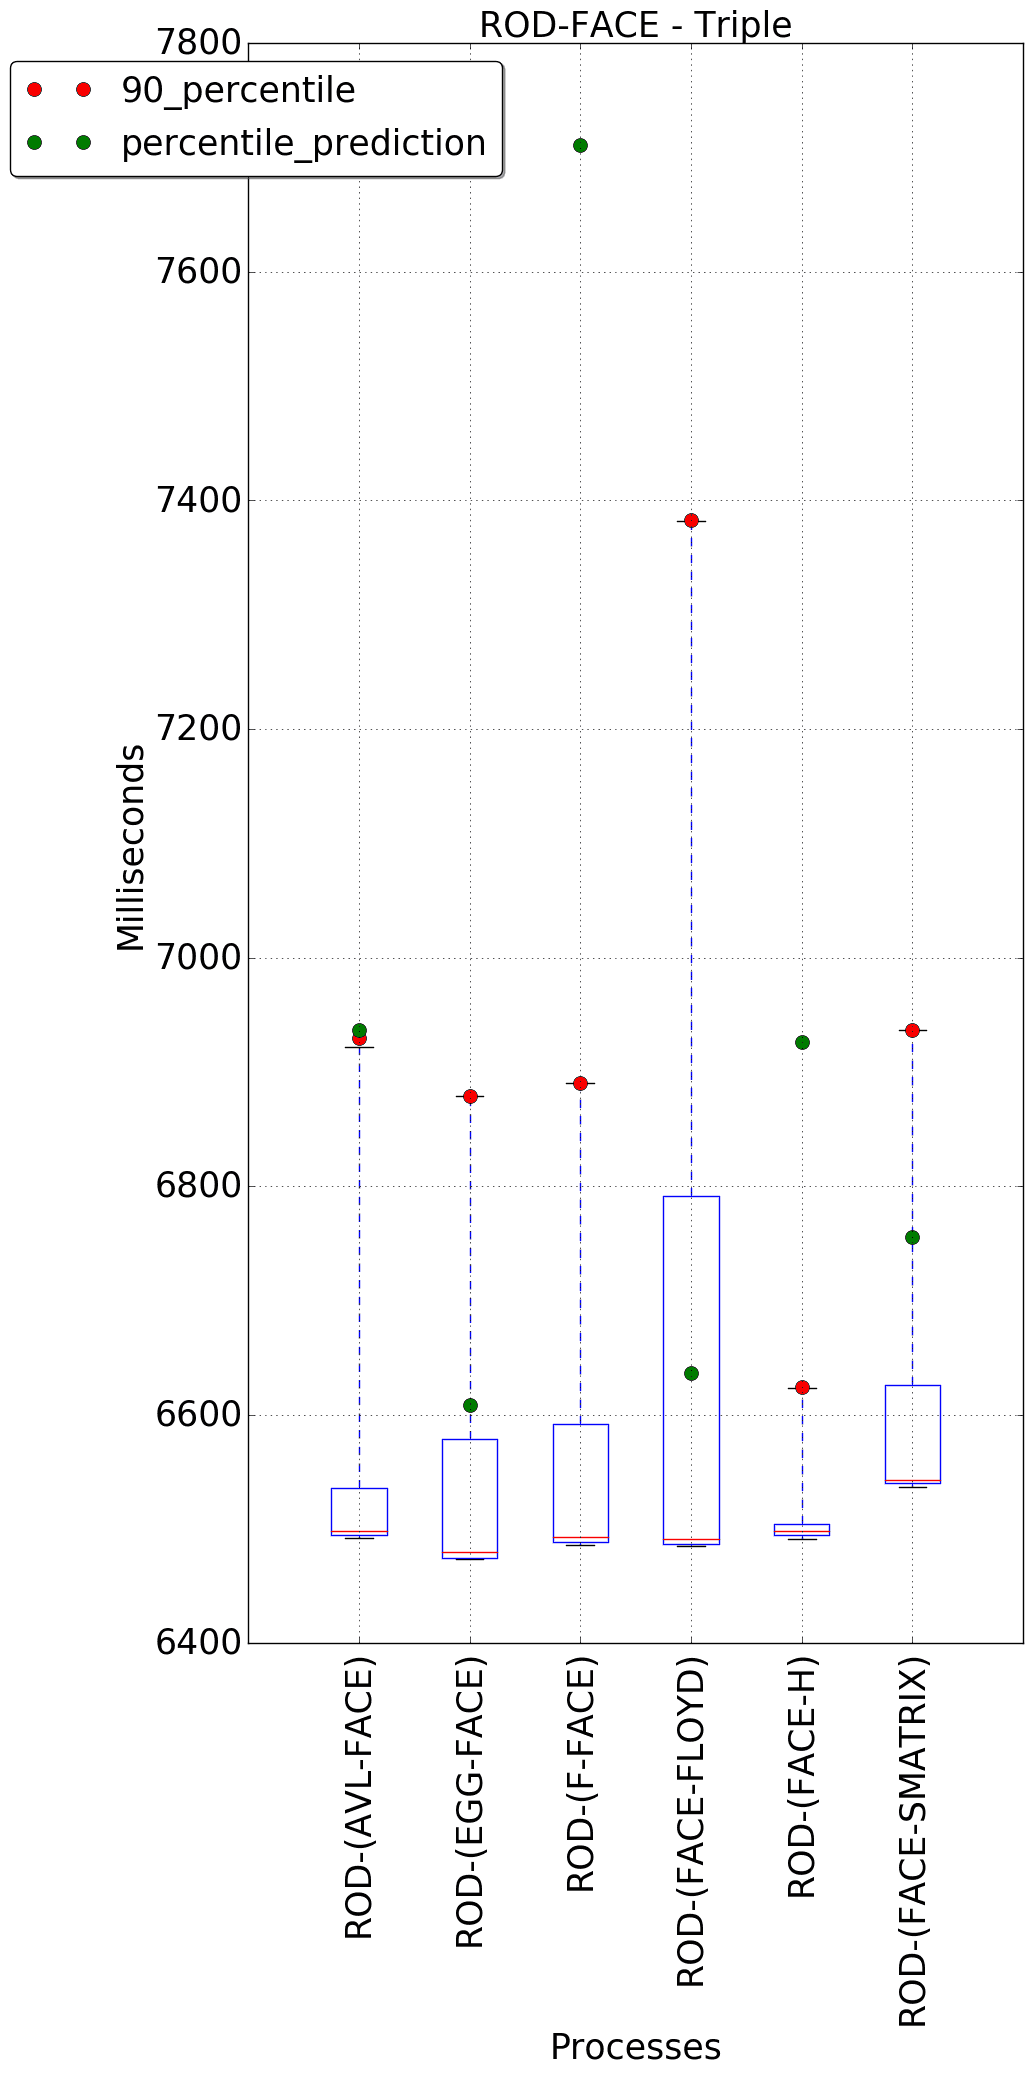 ROD-FACE - Triple
90_percentile
percentile_prediction
7800
7600
7400
7200
7000
6800
6600
6400
Milliseconds
ROD-(AVL-FACE)
ROD-(EGG-FACE)
ROD-(F-FACE)
ROD-(FACE-FLOYD)
ROD-(FACE-H)
ROD-(FACE-SMATRIX)
Processes